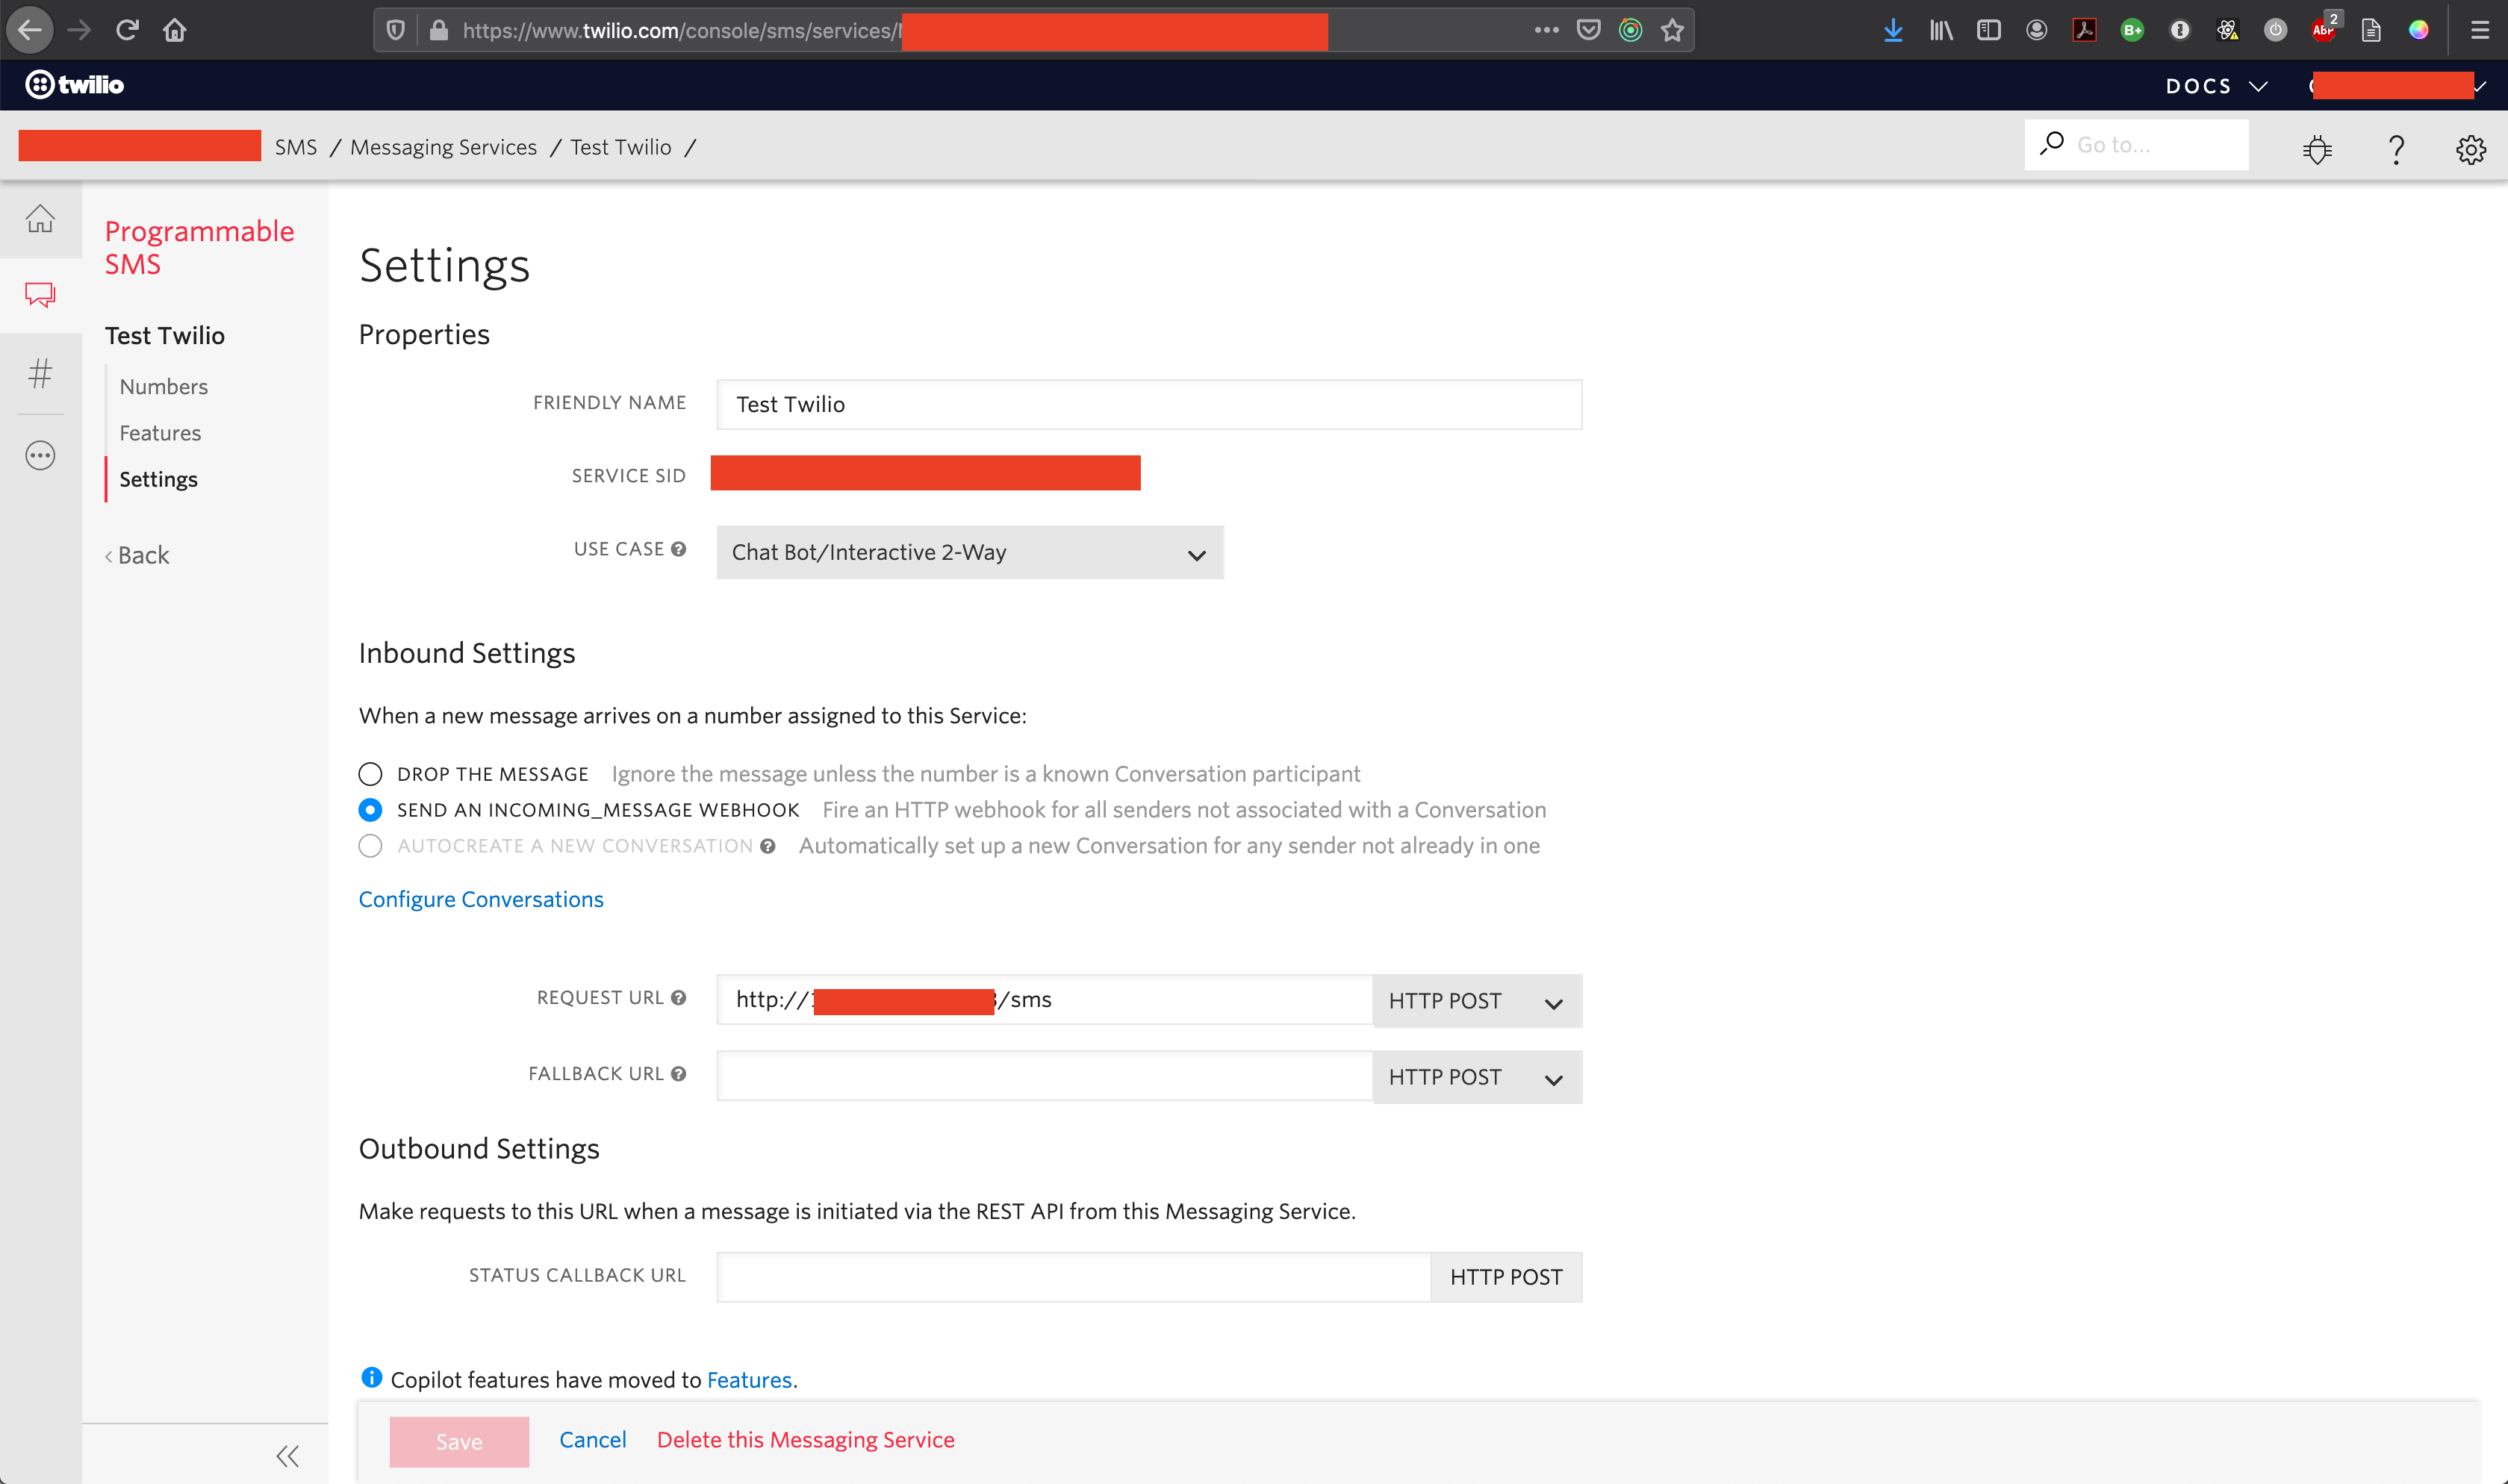 https://www.twilio.com/console/sms/services/
ABP 2
B+
twilio
DOCS
SMS / Messaging Services / Test Twilio /
Go to...
Programmable
SMS
Test Twilio
Numbers
Features
Settings
Back
Settings
Properties
FRIENDLY NAME Test Twilio
SERVICE SID
USE CASE Chat Bot/Interactive 2-Way
Inbound Settings
When a new message arrives on a number assigned to this Service:
DROP THE MESSAGE Ignore the message unless the number is a known Conversation participant
SEND AN INCOMING_MESSAGE WEBHOOK Fire an HTTP webhook for all senders not associated with a Conversation
AUTOCREATE A NEW CONVERSATION Automatically set up a new Conversation for any sender not already in one
Configure Conversations
REQUEST URL http:// /sms HTTP POST
FALLBACK URL HTTP POST
Outbound Settings
Make requests to this URL when a message is initiated via the REST API from this Messaging Service.
STATUS CALLBACK URL HTTP POST
Copilot features have moved to Features.
Save Cancel Delete this Messaging Service